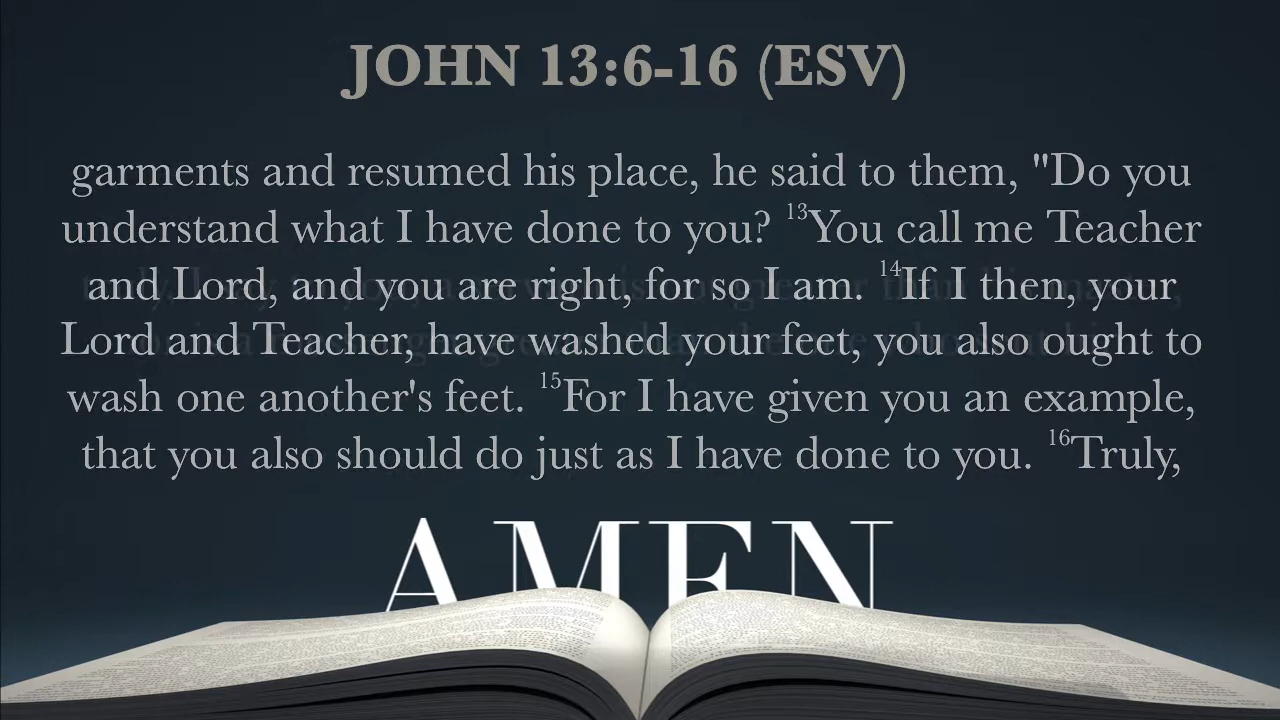 JOHN 13:6-16 (ESV)
garments and resumed his place, he said to them, "Do you
understand what I have done to you? 13You call me Teacher
and Lord, and you are right, for so I am. 14If I then, your
Lord and Teacher, have washed your feet, you also ought to
wash one another's feet. 15For I have given you an example,
that you also should do just as I have done to you. 16Truly,
AMEN